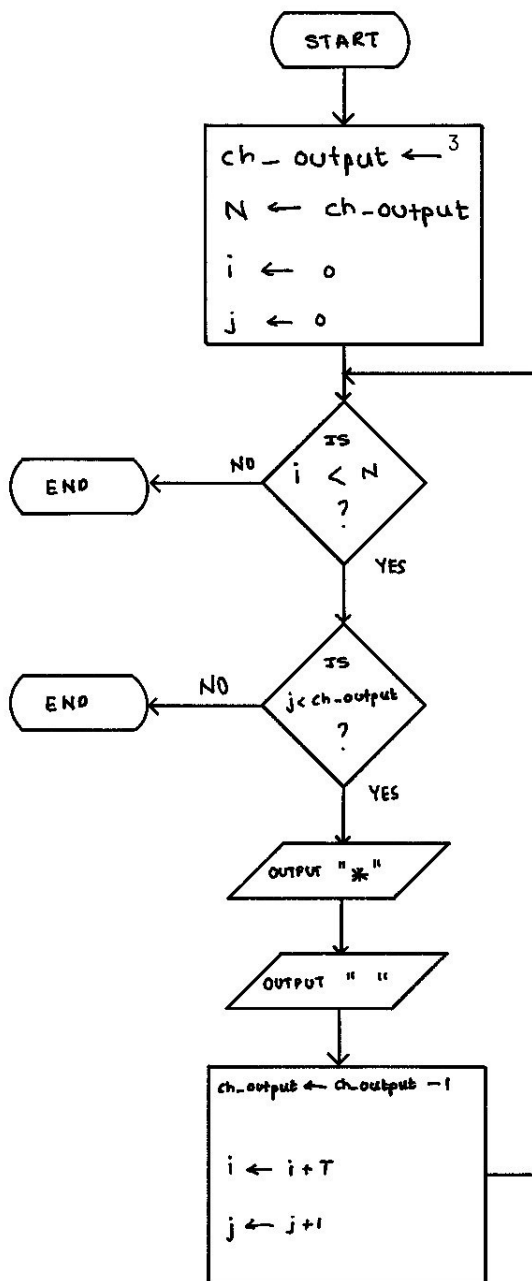 START
ch_output ← 3
N ← ch_output
i ← 0
j ← 0
IS
i < N
?
NO
END
YES
IS
j < ch_output
?
NO
END
YES
OUTPUT "*"
OUTPUT " "
ch_output ← ch_output - 1
i ← i + T
j ← j + 1